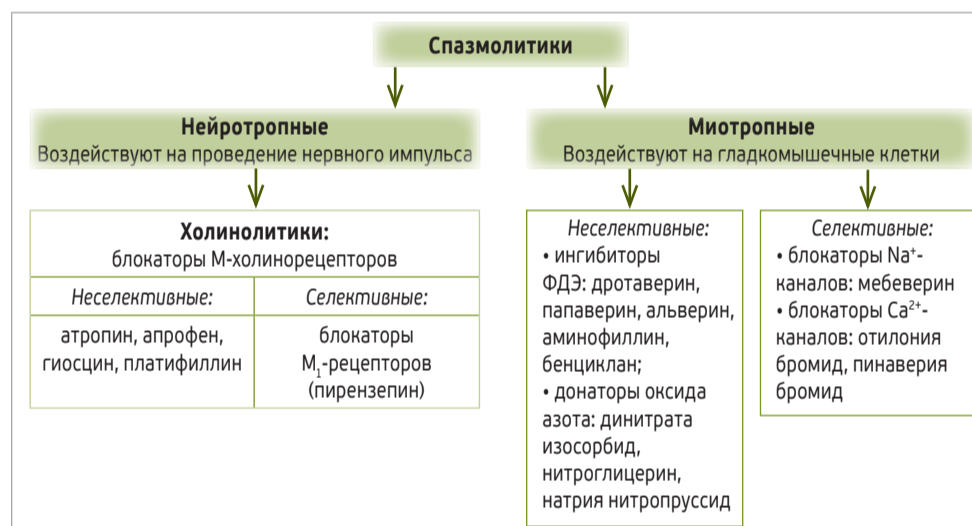 Спазмолитики
Нейротропные
Воздействуют на проведение нервного импульса
Миотропные
Воздействуют на гладкомышечные клетки
Холинолитики:
блокаторы М-холинорецепторов
Неселективные:
атропин, апрофен,
гиосцин, платифиллин
Селективные:
блокаторы
М₁-рецепторов
(пирензепин)
Неселективные:
• ингибиторы
ФДЭ: дротаверин,
папаверин, альверин,
аминофиллин,
бенциклан;
• донаторы оксида
азота: динитрата
изосорбид,
нитроглицерин,
натрия нитропруссид
Селективные:
• блокаторы Na⁺-
каналов: мебеверин
• блокаторы Ca²⁺-
каналов: отилония
бромид, пинаверия
бромид